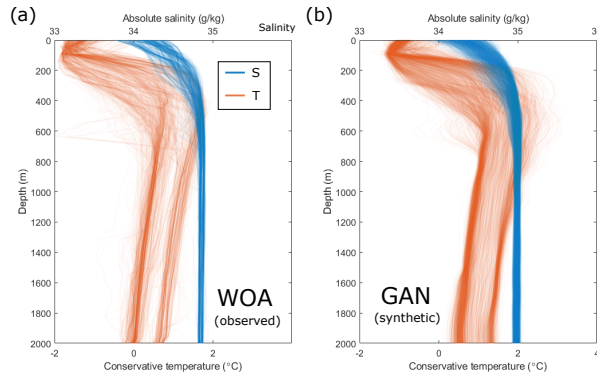 (a)
Absolute salinity (g/kg)
Salinity
33
34
35
0
200
400
600
800
1000
1200
1400
1600
1800
2000
Depth (m)
S
T
WOA
(observed)
-2
0
2
Conservative temperature (°C)
(b)
Absolute salinity (g/kg)
33
34
35
3
0
200
400
600
800
1000
1200
1400
1600
1800
2000
Depth (m)
GAN
(synthetic)
-2
0
2
4
Conservative temperature (°C)